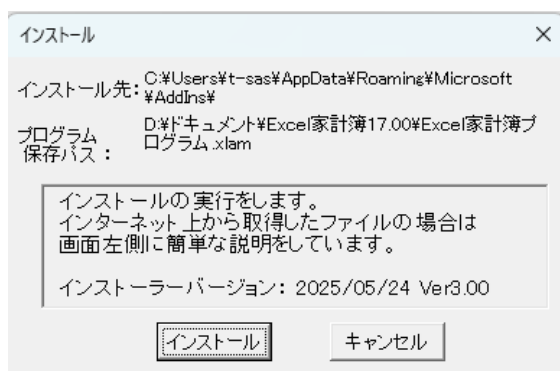 インストール
インストール先: C:¥Users¥t-sas¥AppData¥Roaming¥Microsoft
¥AddIns¥
プログラム
保存パス : D:¥ドキュメント¥Excel家計簿17.00¥Excel家計簿プ
ログラム.xlam
インストールの実行をします。
インターネット上から取得したファイルの場合は
画面左側に簡単な説明をしています。
インストーラーバージョン: 2025/05/24 Ver3.00
インストール
キャンセル